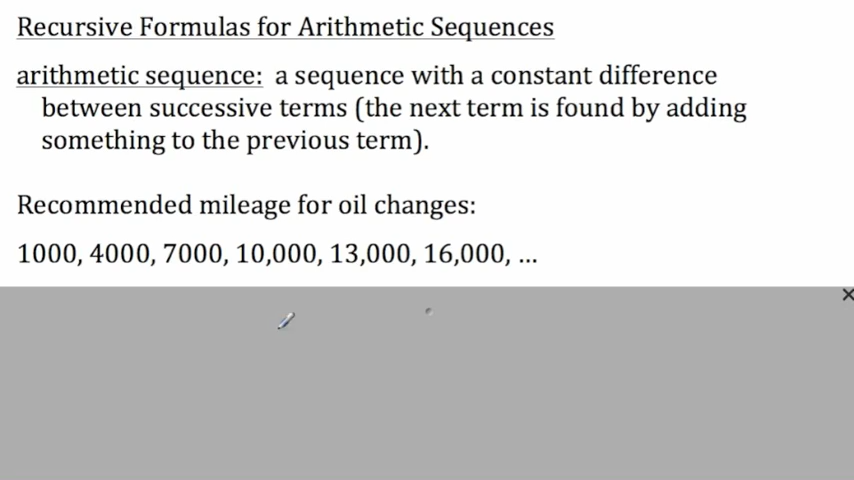 Recursive Formulas for Arithmetic Sequences
arithmetic sequence: a sequence with a constant difference
between successive terms (the next term is found by adding
something to the previous term).
Recommended mileage for oil changes:
1000, 4000, 7000, 10,000, 13,000, 16,000, ...